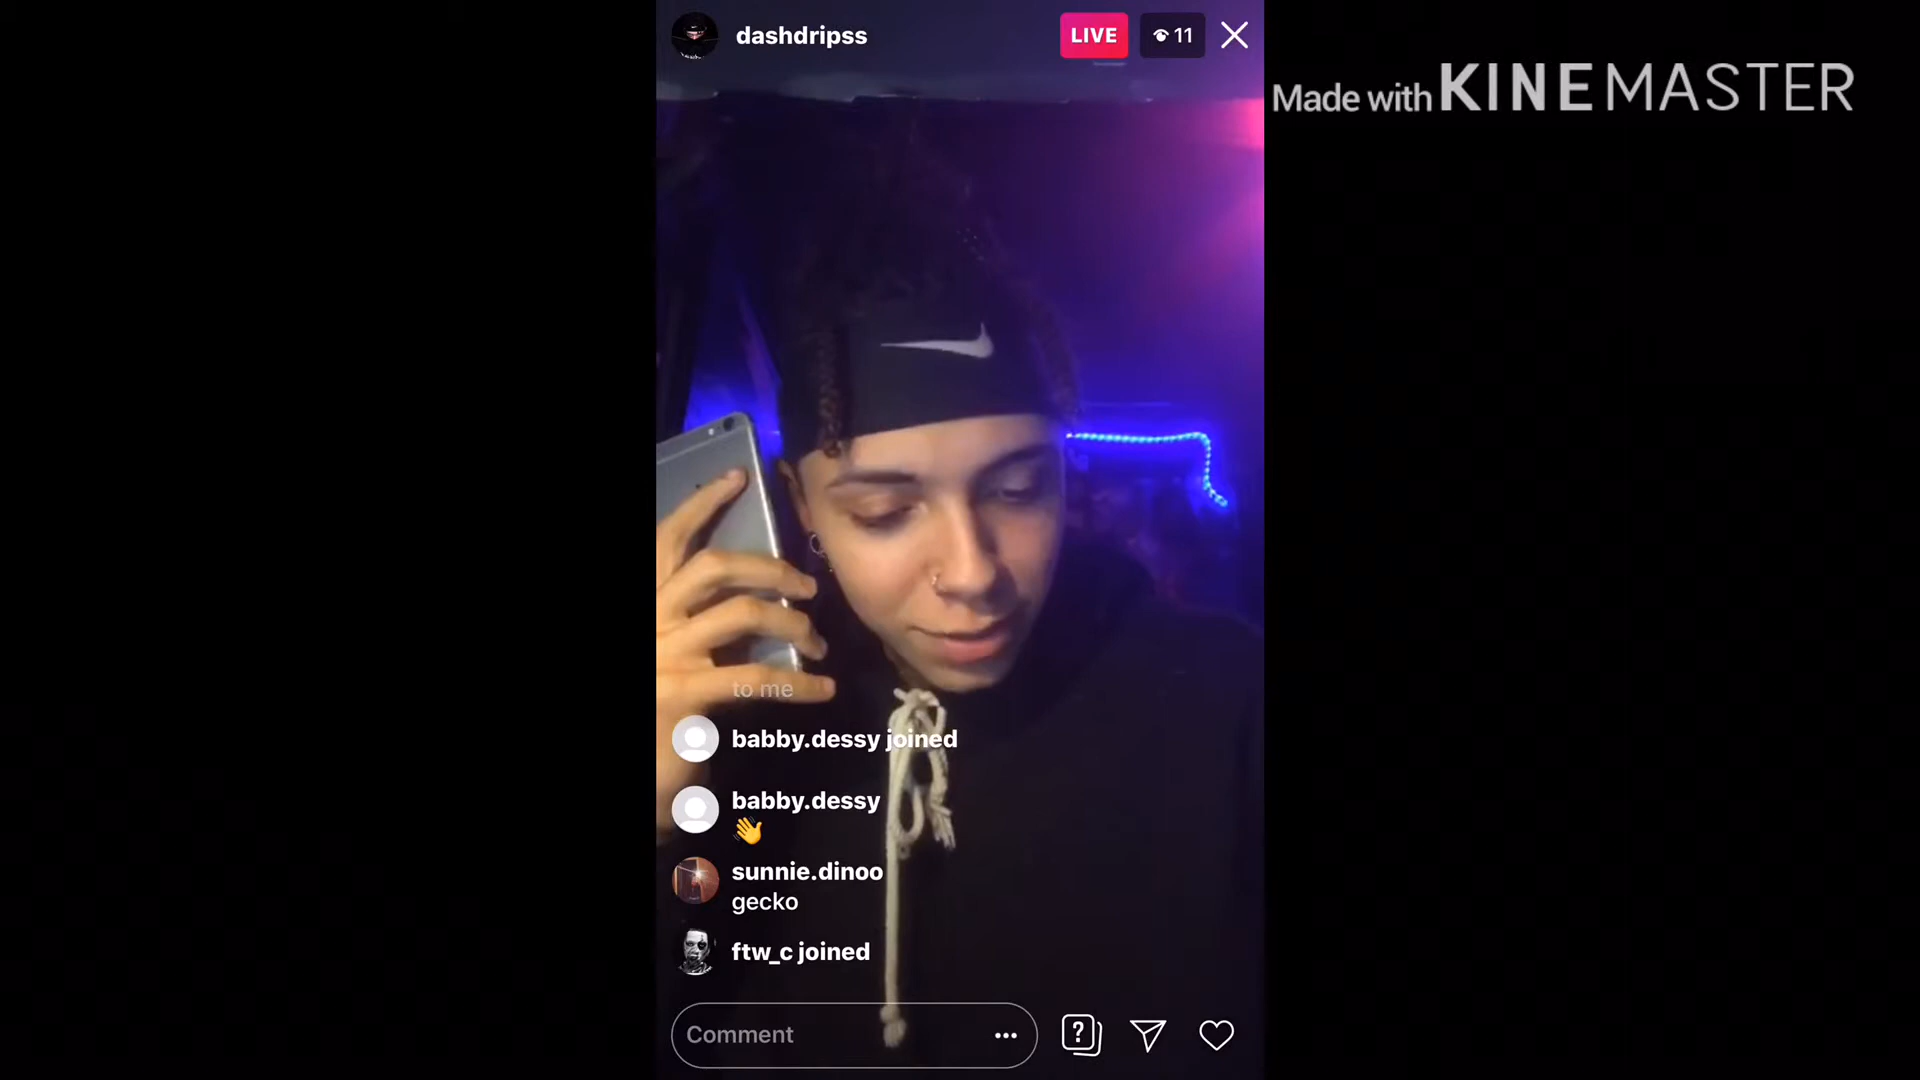 dashdripss
LIVE
11
Made with KINEMASTER
to me
babby.dessy joined
babby.dessy
👋
sunnie.dinoo
gecko
ftw_c joined
Comment